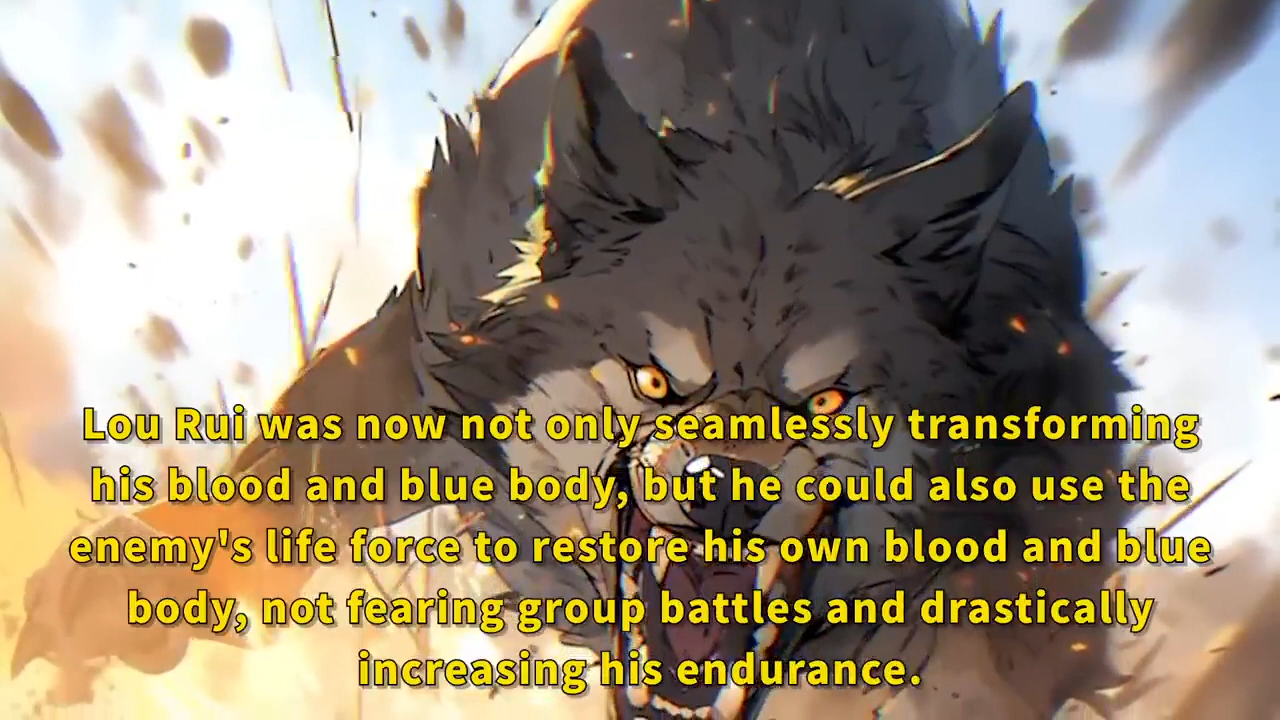 Lou Rui was now not only seamlessly transforming
his blood and blue body, but he could also use the
enemy's life force to restore his own blood and blue
body, not fearing group battles and drastically
increasing his endurance.